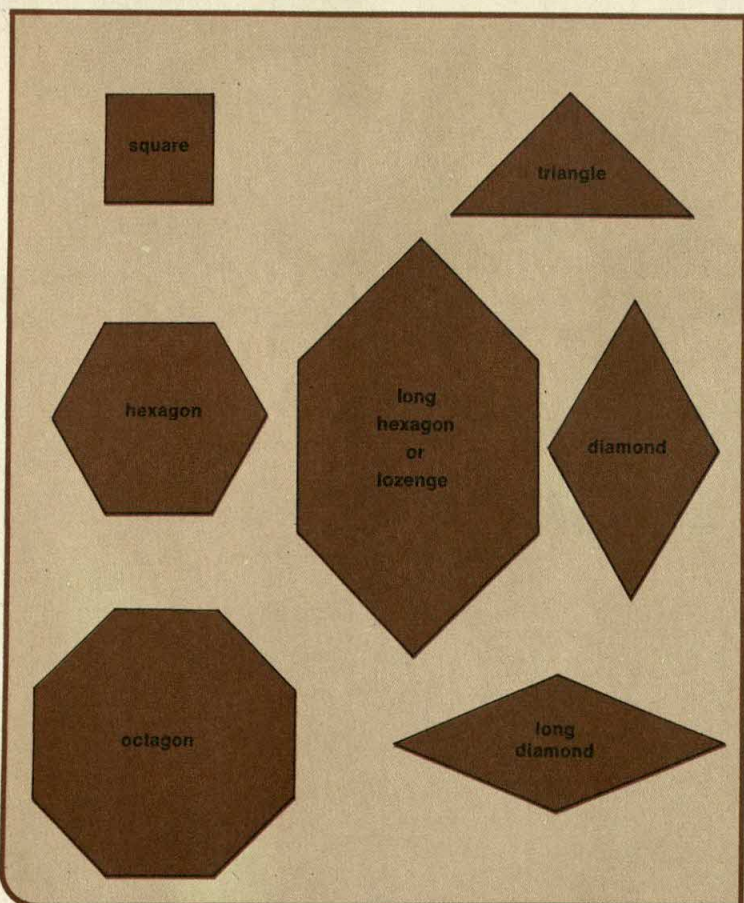 square
triangle
hexagon
long
hexagon
or
lozenge
diamond
octagon
long
diamond